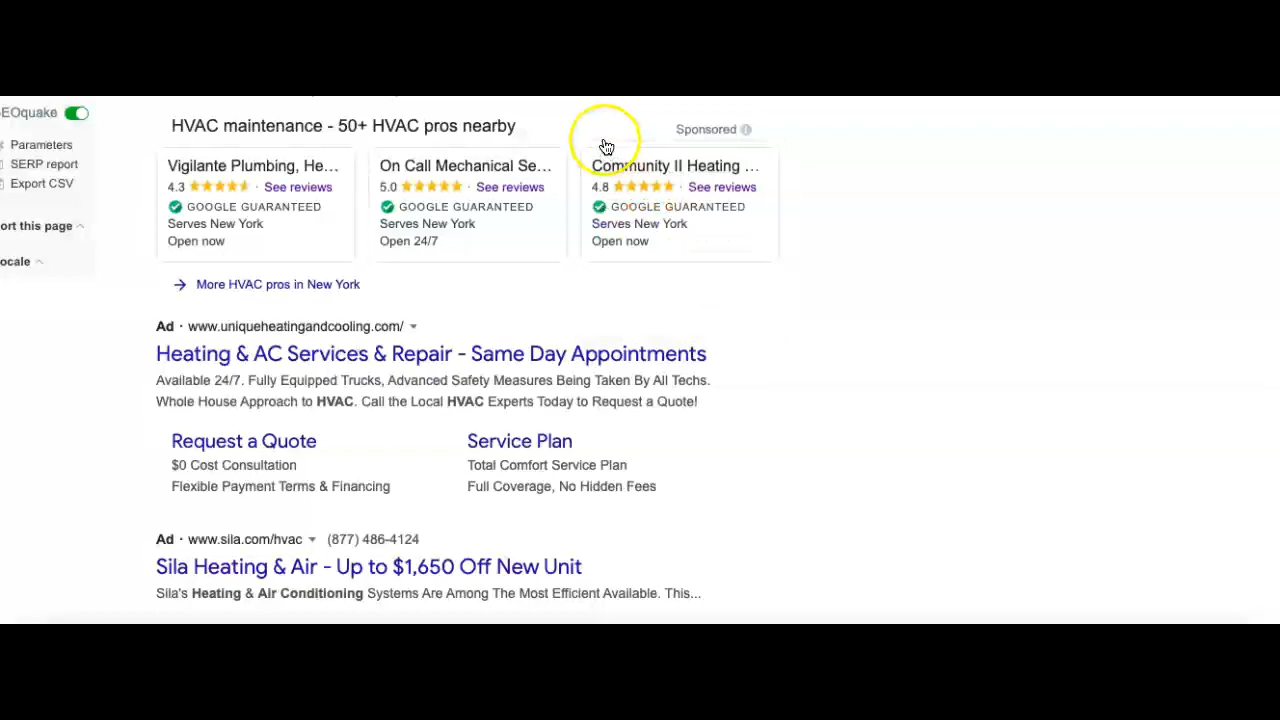 EOquake
Parameters
SERP report
Export CSV
ort this page
ocale
HVAC maintenance - 50+ HVAC pros nearby
Sponsored
Vigilante Plumbing, He...
4.3 · See reviews
GOOGLE GUARANTEED
Serves New York
Open now
On Call Mechanical Se...
5.0 · See reviews
GOOGLE GUARANTEED
Serves New York
Open 24/7
Community II Heating ...
4.8 · See reviews
GOOGLE GUARANTEED
Serves New York
Open now
More HVAC pros in New York
Ad · www.uniqueheatingandcooling.com/
Heating & AC Services & Repair - Same Day Appointments
Available 24/7. Fully Equipped Trucks, Advanced Safety Measures Being Taken By All Techs.
Whole House Approach to HVAC. Call the Local HVAC Experts Today to Request a Quote!
Request a Quote
$0 Cost Consultation
Flexible Payment Terms & Financing
Service Plan
Total Comfort Service Plan
Full Coverage, No Hidden Fees
Ad · www.sila.com/hvac (877) 486-4124
Sila Heating & Air - Up to $1,650 Off New Unit
Sila's Heating & Air Conditioning Systems Are Among The Most Efficient Available. This...